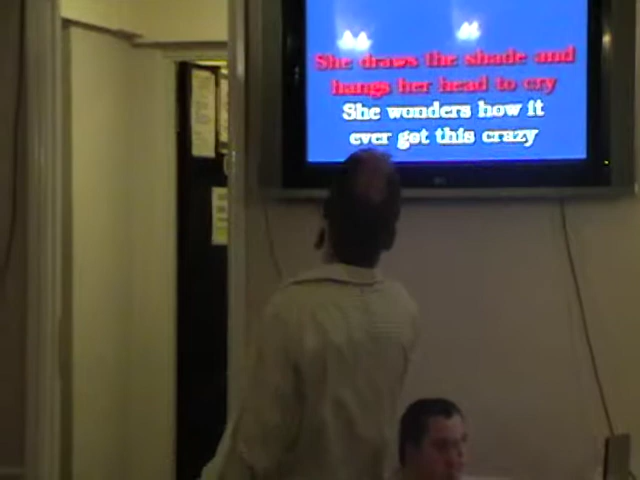 She draws the shade and
hangs her head to cry
She wonders how it
ever got this crazy